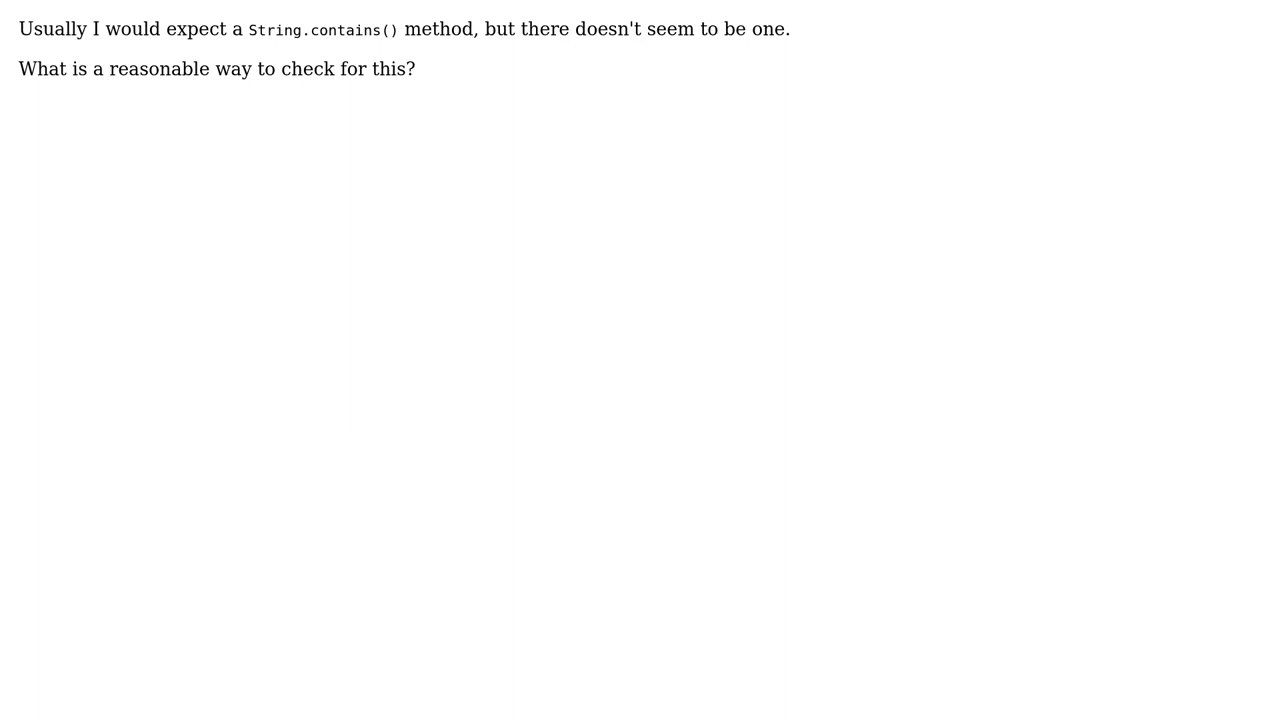 Usually I would expect a String.contains() method, but there doesn't seem to be one.
What is a reasonable way to check for this?